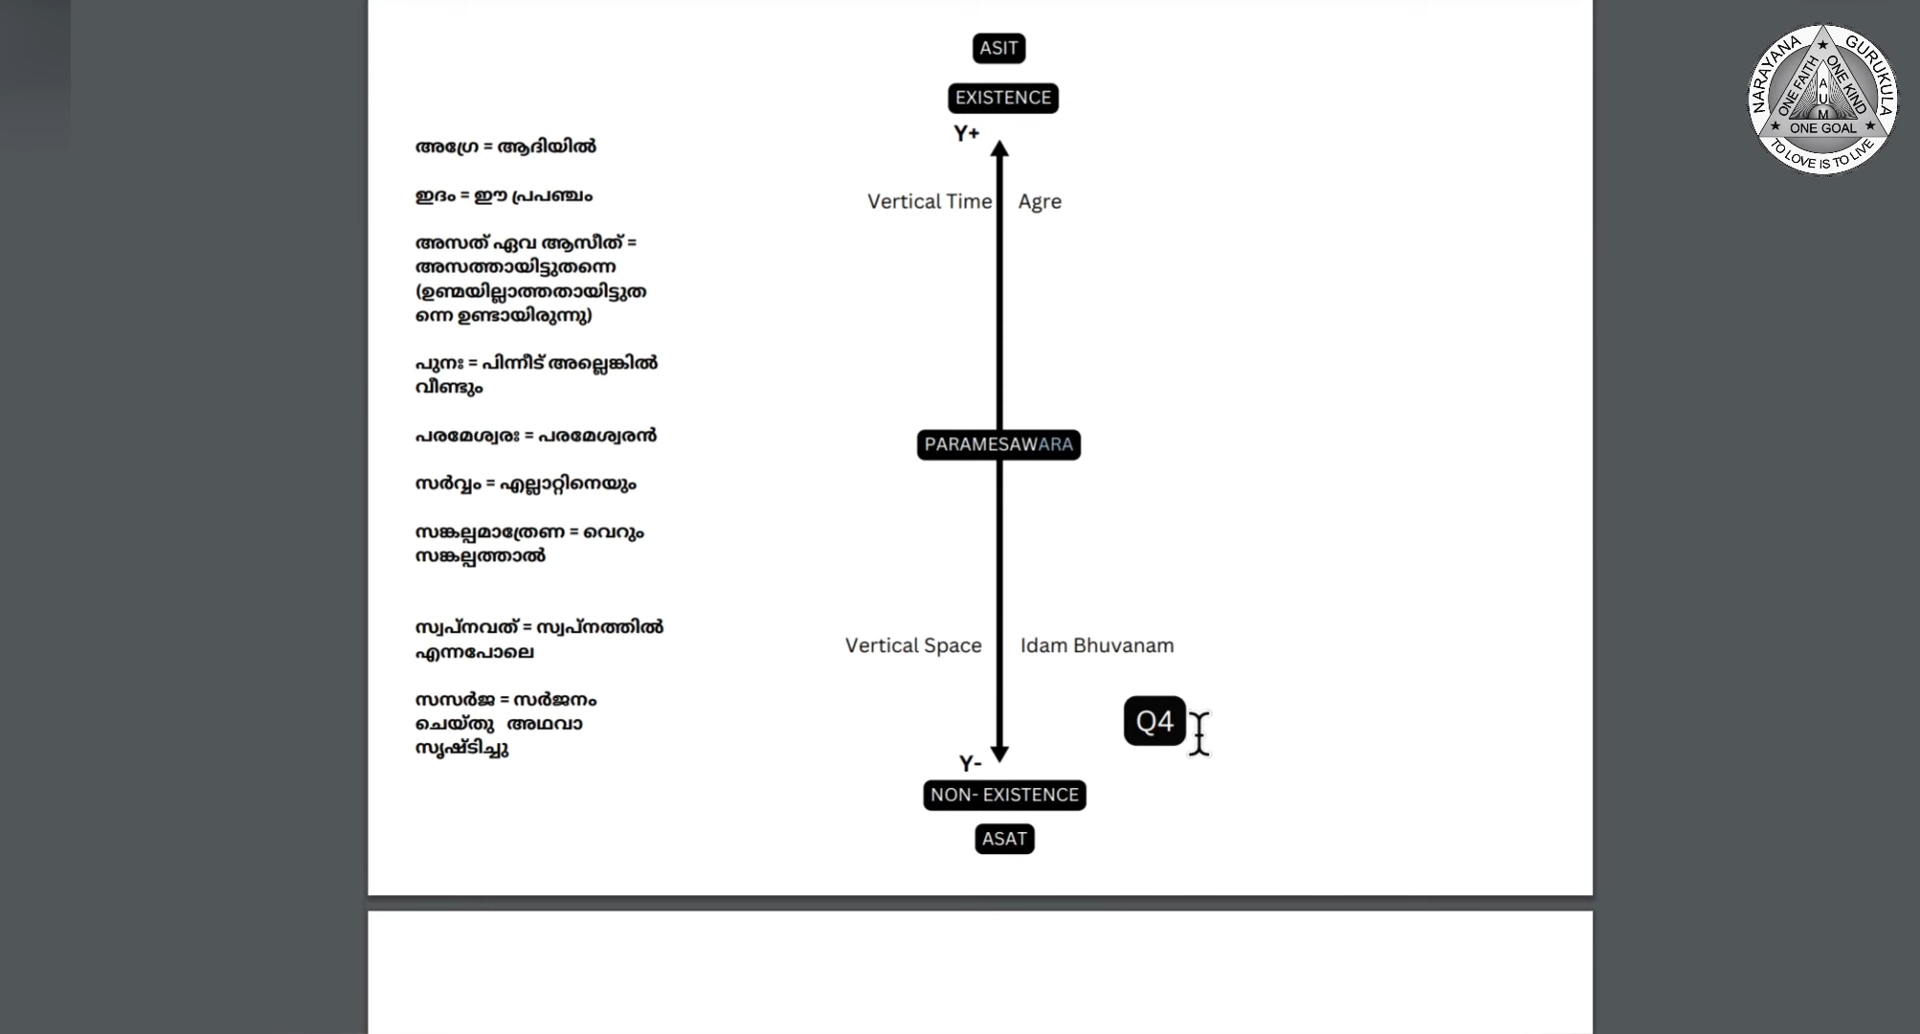 ASIT
EXISTENCE
Y+
അഗ്രേ = ആദിയിൽ
ഇദം = ഈ പ്രപഞ്ചം
അസത് ഏവ ആസീത് =
അസത്തായിട്ടുതന്നെ
(ഉണ്മയില്ലാത്തതായിട്ടുത
ന്നെ ഉണ്ടായിരുന്നു)
പുനഃ = പിന്നീട് അല്ലെങ്കിൽ
വീണ്ടും
പരമേശ്വരഃ = പരമേശ്വരൻ
സർവ്വം = എല്ലാറ്റിനെയും
സങ്കല്പമാത്രേണ = വെറും
സങ്കല്പത്താൽ
സ്വപ്നവത് = സ്വപ്നത്തിൽ
എന്നപോലെ
സസർജ = സർജനം
ചെയ്തു അഥവാ
സൃഷ്ടിച്ചു
Vertical Time
Agre
PARAMESAWARA
Vertical Space
Idam Bhuvanam
Q4
Y-
NON- EXISTENCE
ASAT
NARAYANA GURUKULA
ONE FAITH
ONE KIND
AUM
ONE GOAL
TO LOVE IS TO LIVE